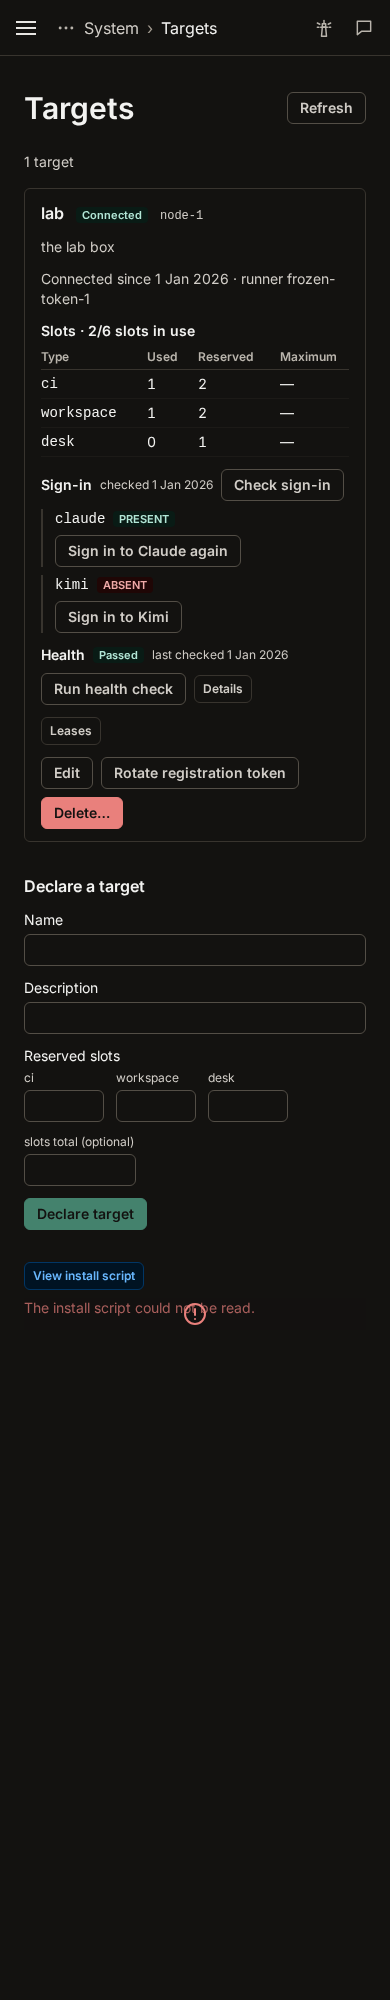 System › Targets
Targets
Refresh
1 target
lab Connected node-1
the lab box
Connected since 1 Jan 2026 · runner frozen-
token-1
Slots · 2/6 slots in use
Type Used Reserved Maximum
ci 1 2 —
workspace 1 2 —
desk 0 1 —
Sign-in checked 1 Jan 2026 Check sign-in
claude PRESENT
Sign in to Claude again
kimi ABSENT
Sign in to Kimi
Health Passed last checked 1 Jan 2026
Run health check Details
Leases
Edit Rotate registration token
Delete...
Declare a target
Name
Description
Reserved slots
ci workspace desk
slots total (optional)
Declare target
View install script
The install script could not be read.